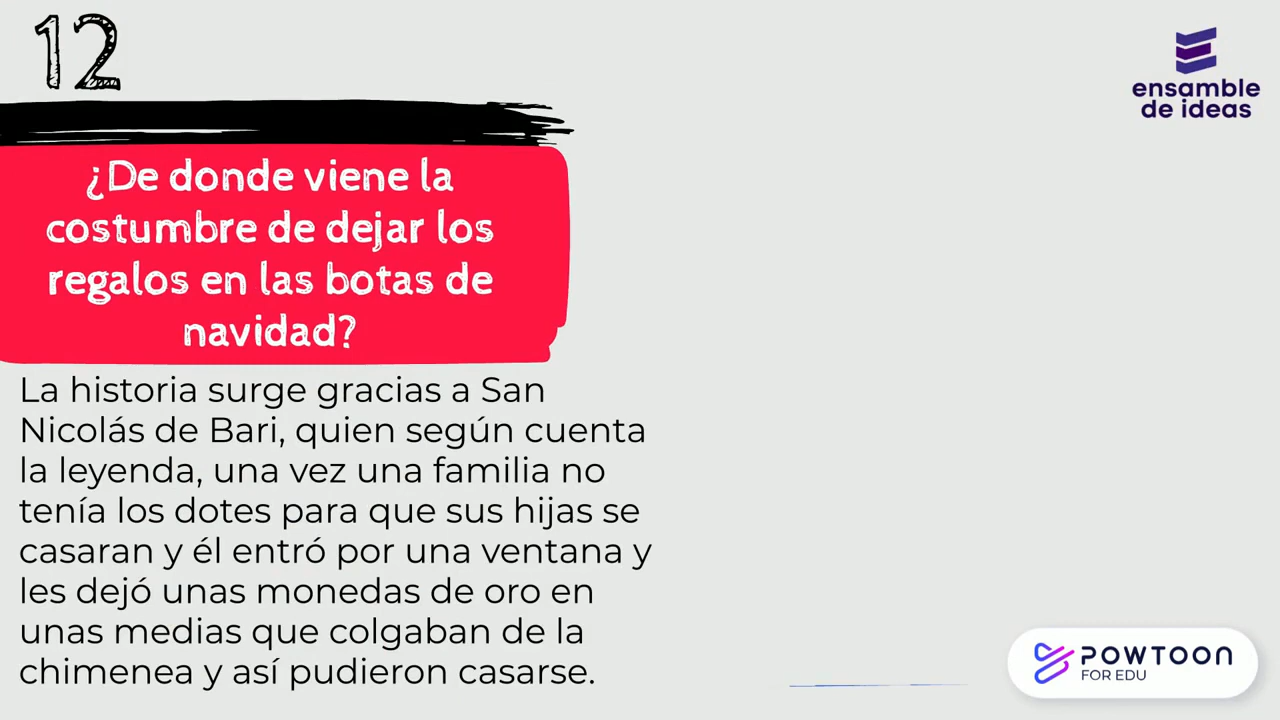 12
¿De donde viene la
costumbre de dejar los
regalos en las botas de
navidad?
La historia surge gracias a San
Nicolás de Bari, quien según cuenta
la leyenda, una vez una familia no
tenía los dotes para que sus hijas se
casaran y él entró por una ventana y
les dejó unas monedas de oro en
unas medias que colgaban de la
chimenea y así pudieron casarse.
ensamble
de ideas
POWTOON
FOR EDU